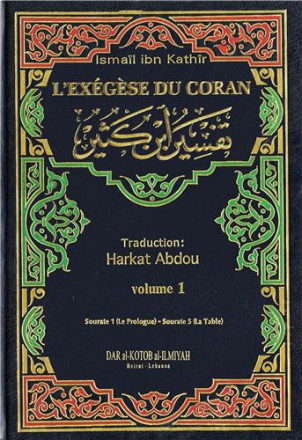 Ismaïl ibn Kathîr
L'EXÉGÈSE DU CORAN
تفسير ابن كثير
Traduction:
Harkat Abdou
volume 1
Sourate 1 (Le Prologue) - Sourate 5 (La Table)
DAR al-KOTOB al-ILMIYAH
Beirut - Lebanon